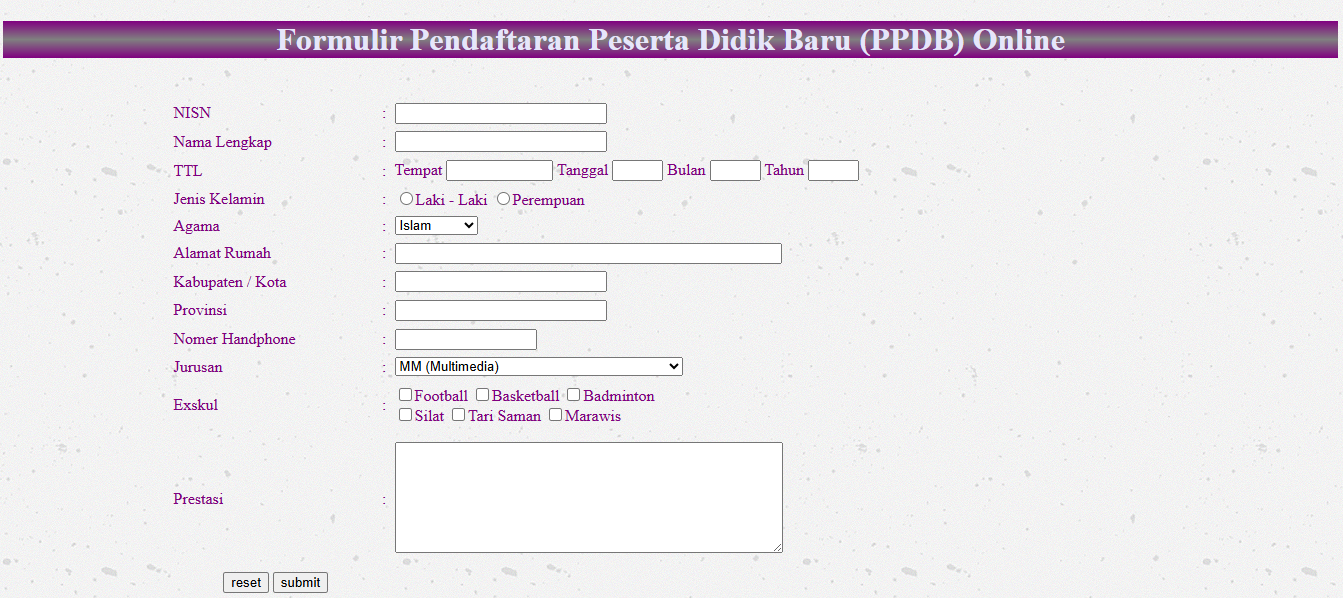 Formulir Pendaftaran Peserta Didik Baru (PPDB) Online
NISN :
Nama Lengkap :
TTL : Tempat Tanggal Bulan Tahun
Jenis Kelamin : Laki - Laki Perempuan
Agama : Islam
Alamat Rumah :
Kabupaten / Kota :
Provinsi :
Nomer Handphone :
Jurusan : MM (Multimedia)
Exskul : Football Basketball Badminton
Silat Tari Saman Marawis
Prestasi :
reset submit